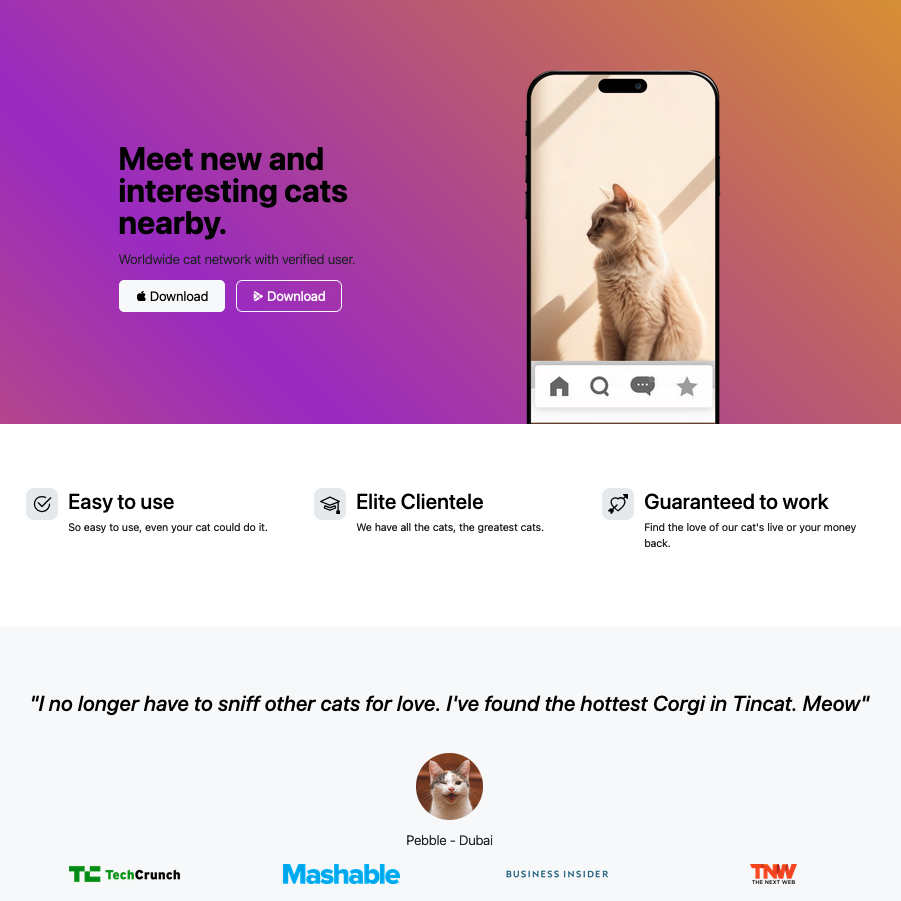 Meet new and
interesting cats
nearby.
Worldwide cat network with verified user.
Download
Download
Easy to use
So easy to use, even your cat could do it.
Elite Clientele
We have all the cats, the greatest cats.
Guaranteed to work
Find the love of our cat's live or your money
back.
"I no longer have to sniff other cats for love. I've found the hottest Corgi in Tincat. Meow"
Pebble - Dubai
TC TechCrunch
Mashable
BUSINESS INSIDER
TNW
THE NEXT WEB